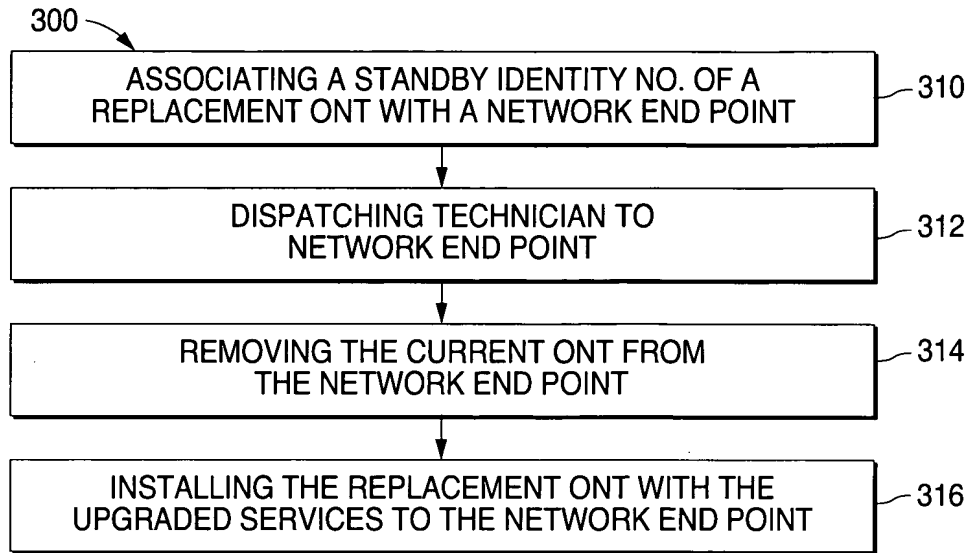 300
ASSOCIATING A STANDBY IDENTITY NO. OF A
REPLACEMENT ONT WITH A NETWORK END POINT
310
DISPATCHING TECHNICIAN TO
NETWORK END POINT
312
REMOVING THE CURRENT ONT FROM
THE NETWORK END POINT
314
INSTALLING THE REPLACEMENT ONT WITH THE
UPGRADED SERVICES TO THE NETWORK END POINT
316